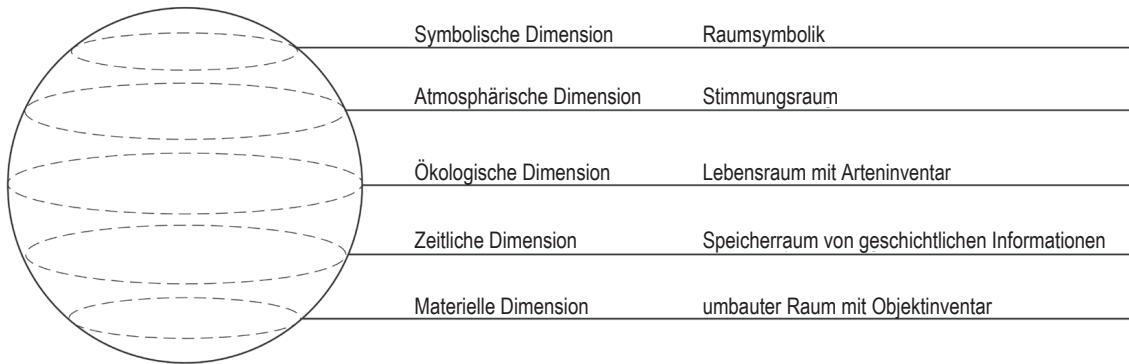 Symbolische Dimension Raumsymbolik
Atmosphärische Dimension Stimmungsraum
Ökologische Dimension Lebensraum mit Arteninventar
Zeitliche Dimension Speicherraum von geschichtlichen Informationen
Materielle Dimension umbauter Raum mit Objektinventar